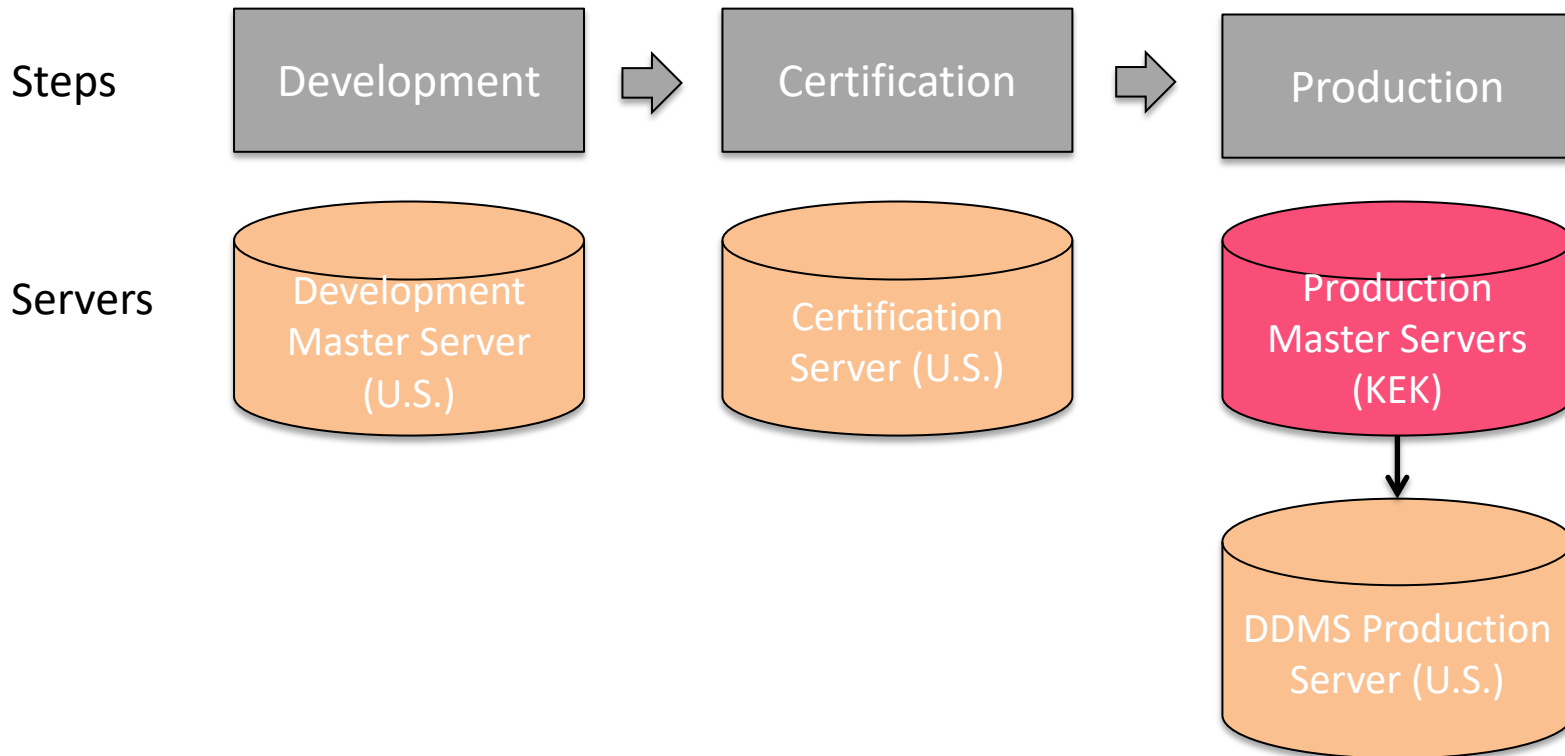 Steps
Development
Certification
Production
Servers
Development
Master Server
(U.S.)
Certification
Server (U.S.)
Production
Master Servers
(KEK)
DDMS Production
Server (U.S.)